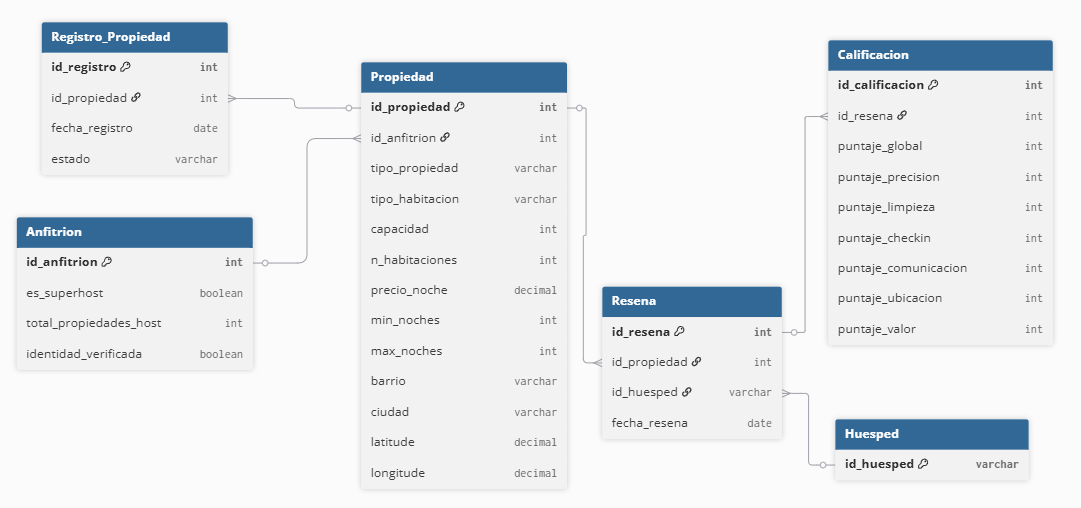 Registro_Propiedad
id_registro int
id_propiedad int
fecha_registro date
estado varchar
Anfitrion
id_anfitrion int
es_superhost boolean
total_propiedades_host int
identidad_verificada boolean
Propiedad
id_propiedad int
id_anfitrion int
tipo_propiedad varchar
tipo_habitacion varchar
capacidad int
n_habitaciones int
precio_noche decimal
min_noches int
max_noches int
barrio varchar
ciudad varchar
latitude decimal
longitude decimal
Resena
id_resena int
id_propiedad int
id_huesped varchar
fecha_resena date
Calificacion
id_calificacion int
id_resena int
puntaje_global int
puntaje_precision int
puntaje_limpieza int
puntaje_checkin int
puntaje_comunicacion int
puntaje_ubicacion int
puntaje_valor int
Huesped
id_huesped varchar